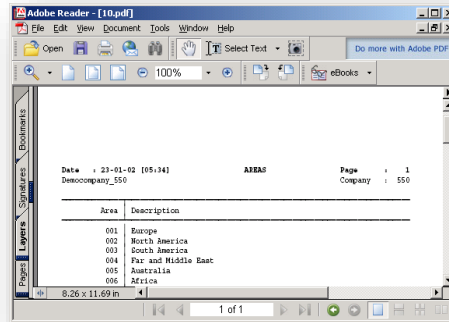 Adobe Reader - [10.pdf]
File Edit View Document Tools Window Help
Open Select Text Do more with Adobe PDF
100% eBooks
Bookmarks
Signatures
Layers
Pages
Date : 23-01-02 [05:34] AREAS Page : 1
Democompany_550 Company : 550
Area Description
001 Europe
002 North America
003 South America
004 Far and Middle East
005 Australia
006 Africa
8.26 x 11.69 in
1 of 1